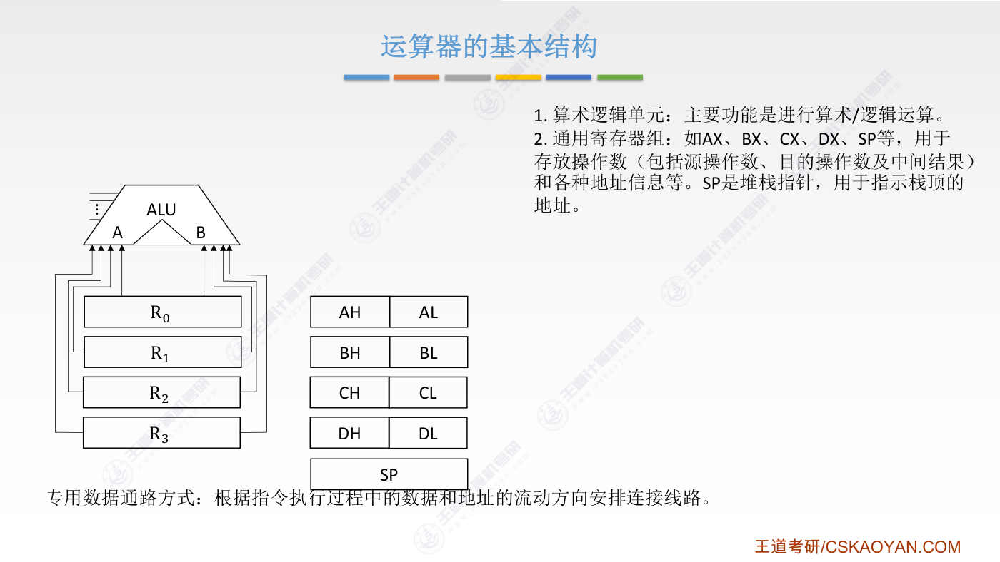 运算器的基本结构
1. 算术逻辑单元：主要功能是进行算术/逻辑运算。
2. 通用寄存器组：如AX、BX、CX、DX、SP等，用于
存放操作数（包括源操作数、目的操作数及中间结果）
和各种地址信息等。SP是堆栈指针，用于指示栈顶的
地址。
ALU
A B
R0 AH AL
R1 BH BL
R2 CH CL
R3 DH DL
SP
专用数据通路方式：根据指令执行过程中的数据和地址的流动方向安排连接线路。
王道考研/CSKAOYAN.COM